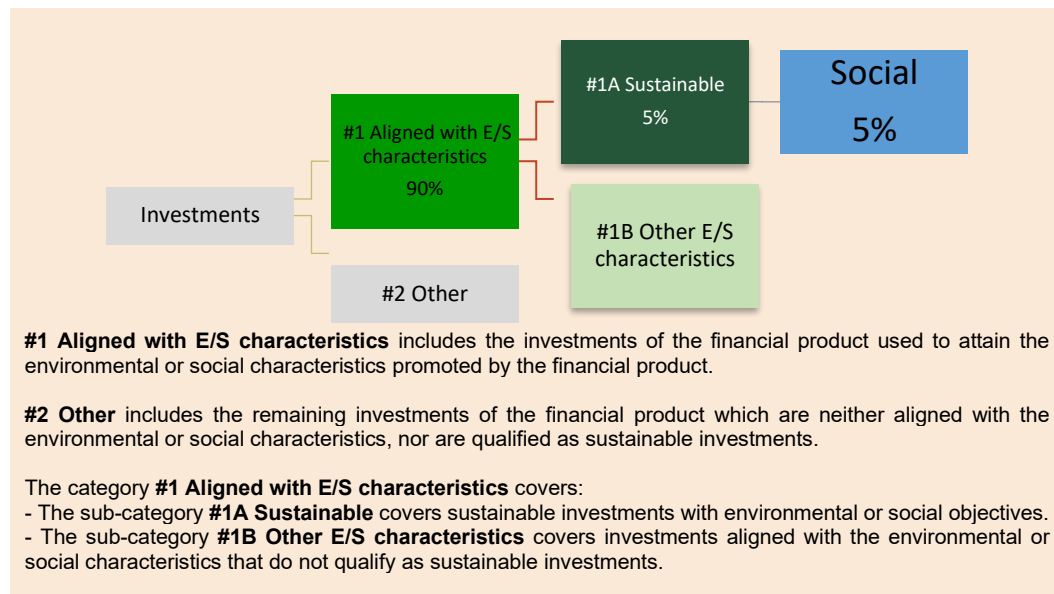 Investments
#1 Aligned with E/S
characteristics
90%
#2 Other
#1A Sustainable
5%
#1B Other E/S
characteristics
Social
5%
#1 Aligned with E/S characteristics includes the investments of the financial product used to attain the
environmental or social characteristics promoted by the financial product.
#2 Other includes the remaining investments of the financial product which are neither aligned with the
environmental or social characteristics, nor are qualified as sustainable investments.
The category #1 Aligned with E/S characteristics covers:
- The sub-category #1A Sustainable covers sustainable investments with environmental or social objectives.
- The sub-category #1B Other E/S characteristics covers investments aligned with the environmental or
social characteristics that do not qualify as sustainable investments.